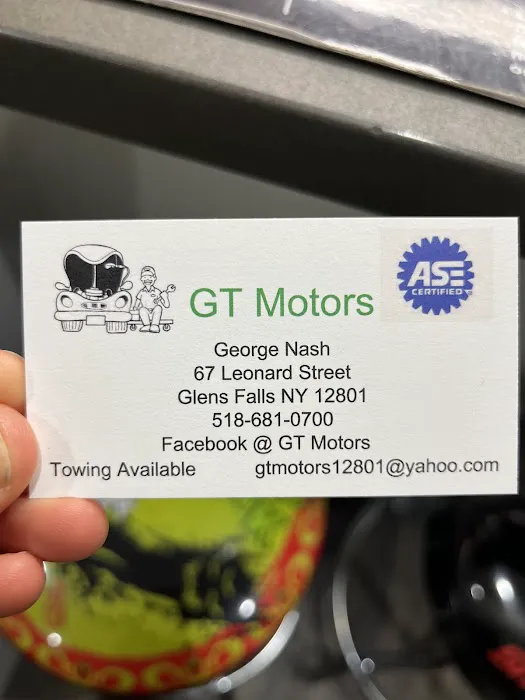 GT Motors
ASE
CERTIFIED
George Nash
67 Leonard Street
Glens Falls NY 12801
518-681-0700
Facebook @ GT Motors
Towing Available
gtmotors12801@yahoo.com